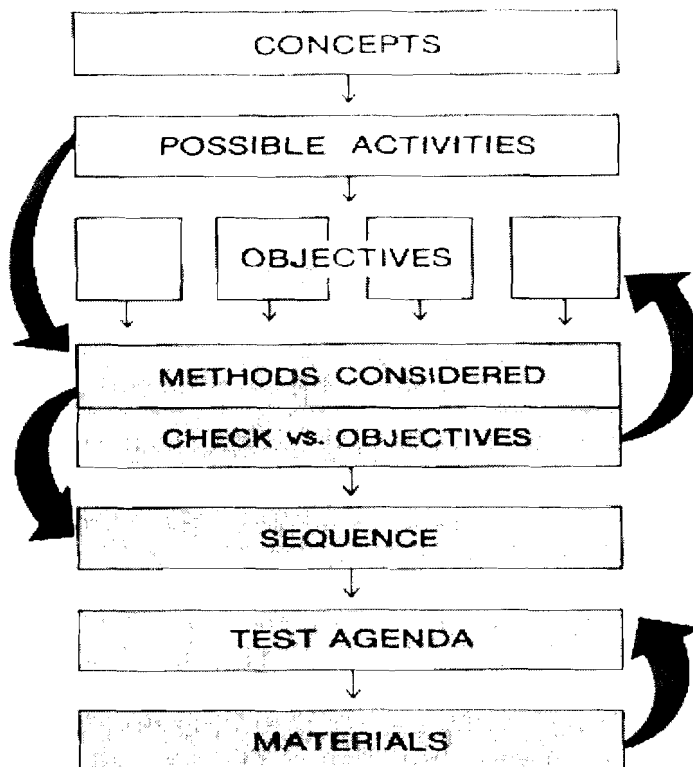 CONCEPTS
POSSIBLE ACTIVITIES
OBJECTIVES
METHODS CONSIDERED
CHECK vs. OBJECTIVES
SEQUENCE
TEST AGENDA
MATERIALS